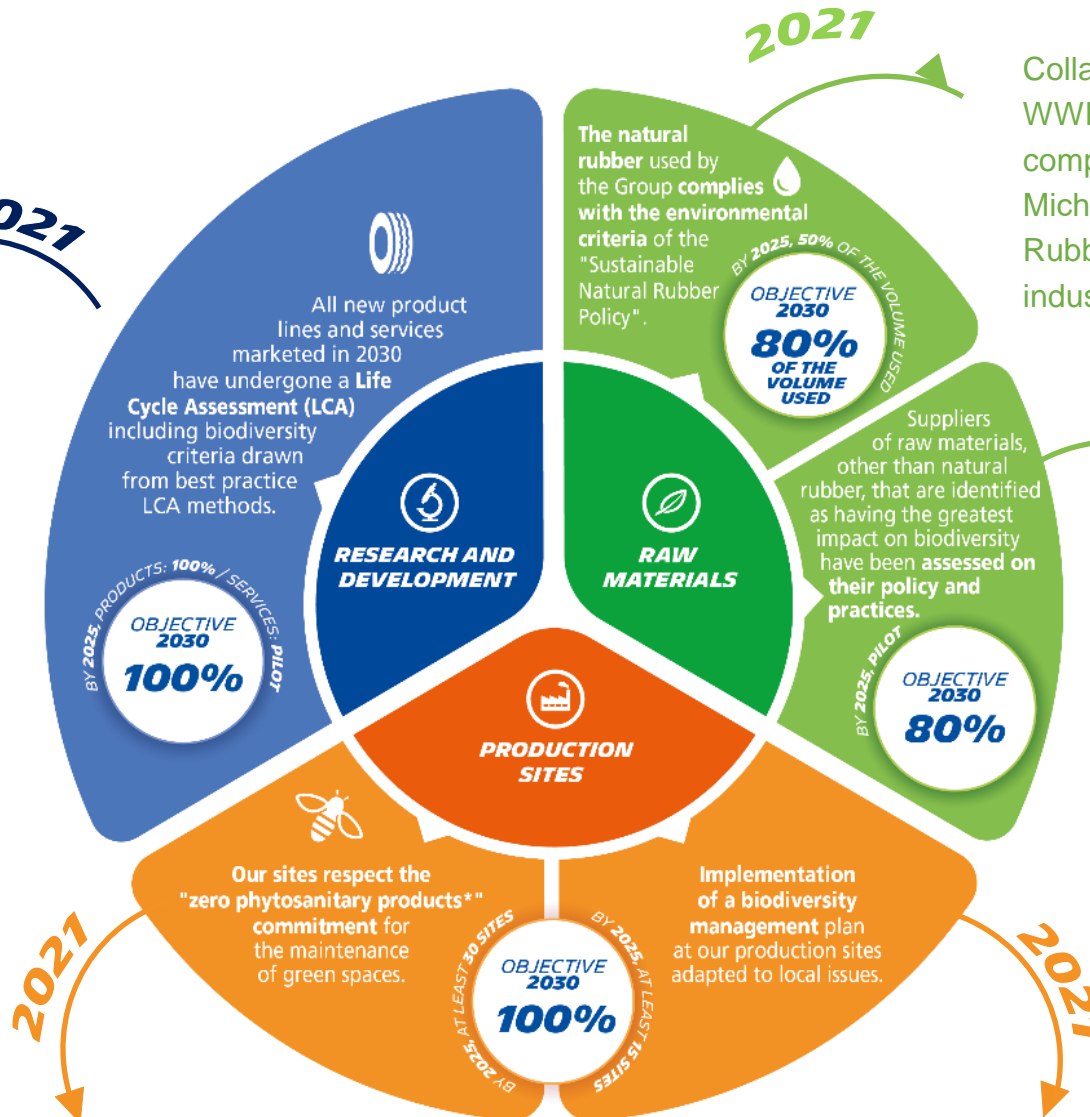 2021
The natural
rubber used by
the Group complies
with the environmental
criteria of the
"Sustainable
Natural Rubber
Policy".
BY 2025, 50% OF THE VOLUME USED
OBJECTIVE
2030
80%
OF THE
VOLUME
USED
Suppliers
of raw materials,
other than natural
rubber, that are identified
as having the greatest
impact on biodiversity
have been assessed on
their policy and
practices.
BY 2025, PILOT
OBJECTIVE
2030
80%
All new product
lines and services
marketed in 2030
have undergone a Life
Cycle Assessment (LCA)
including biodiversity
criteria drawn
from best practice
LCA methods.
BY 2025, PRODUCTS: 100% / SERVICES: PILOT
OBJECTIVE
2030
100%
RESEARCH AND
DEVELOPMENT
RAW
MATERIALS
PRODUCTION
SITES
Our sites respect the
"zero phytosanitary products*"
commitment for
the maintenance
of green spaces.
BY 2025, AT LEAST 30 SITES
OBJECTIVE
2030
100%
BY 2025, AT LEAST 15 SITES
Implementation
of a biodiversity
management plan
at our production sites
adapted to local issues.
2021
2021